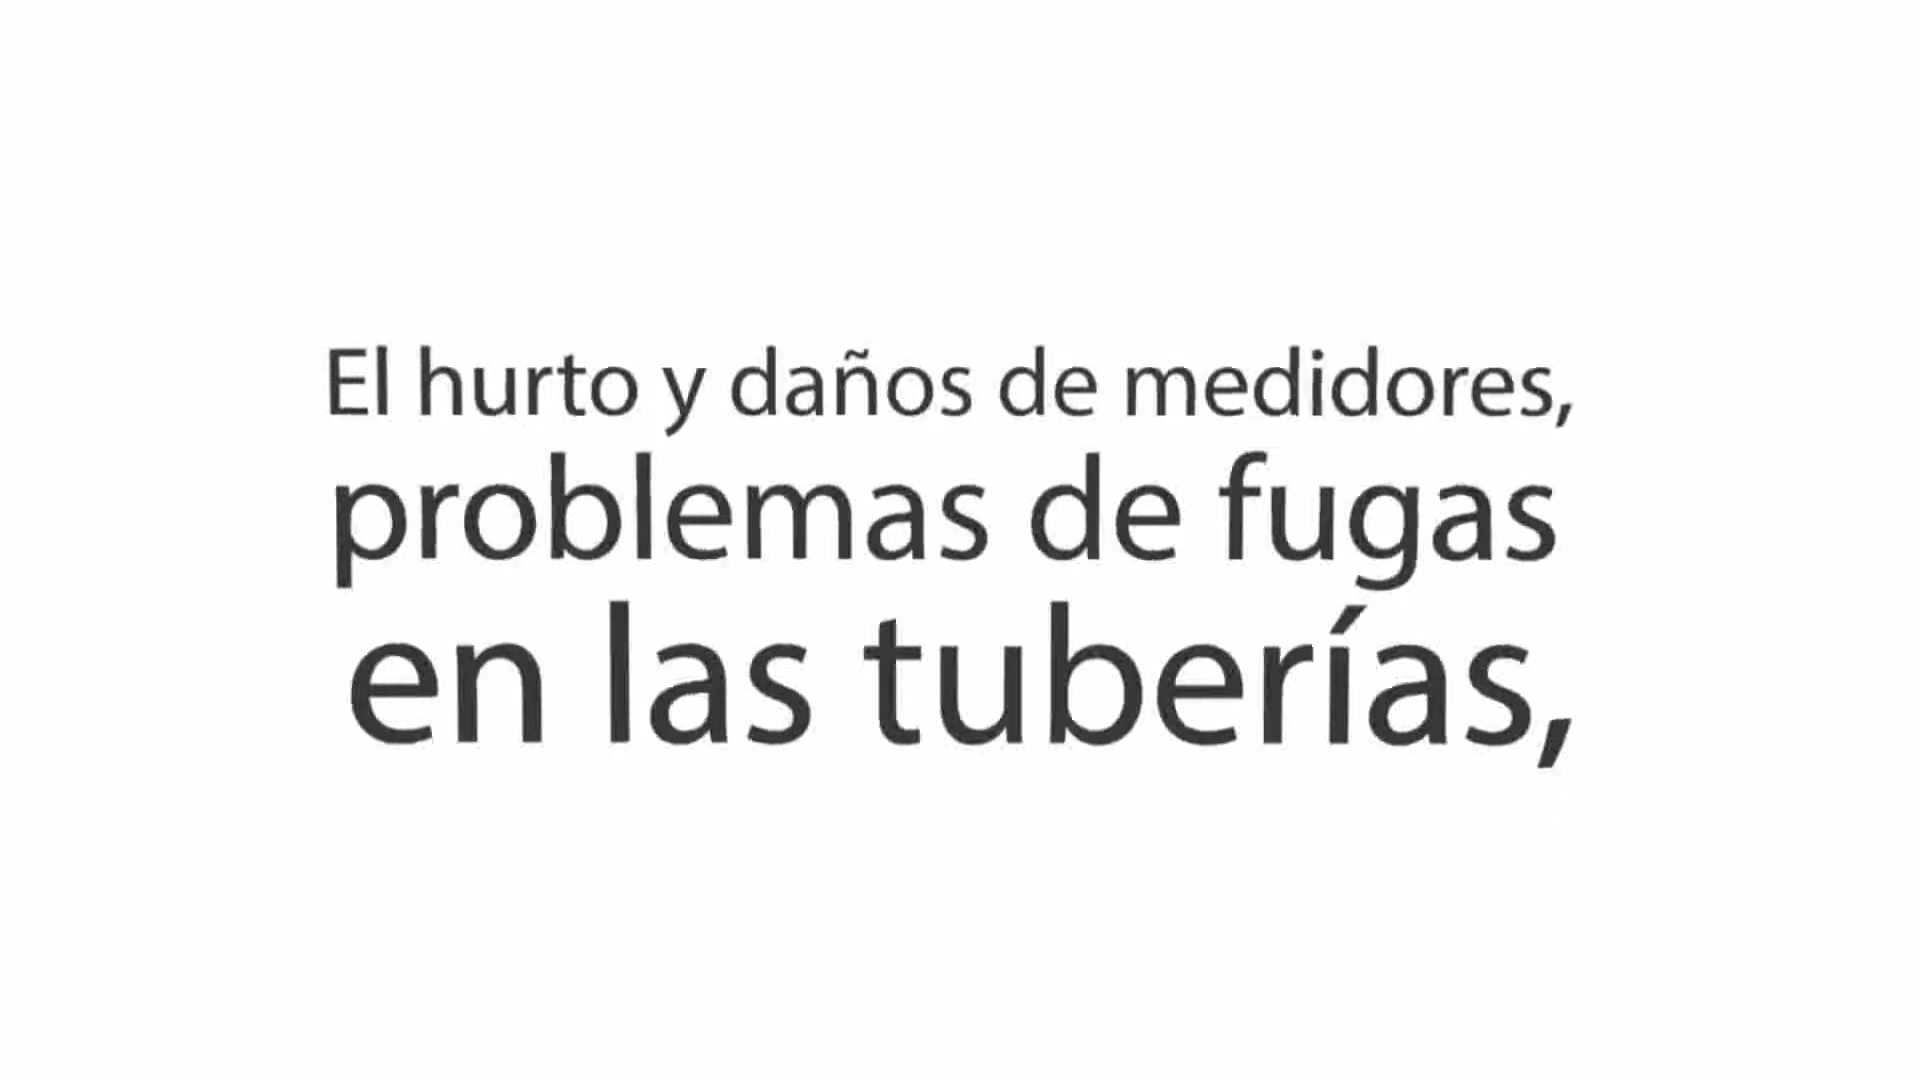 El hurto y daños de medidores,
problemas de fugas
en las tuberías,